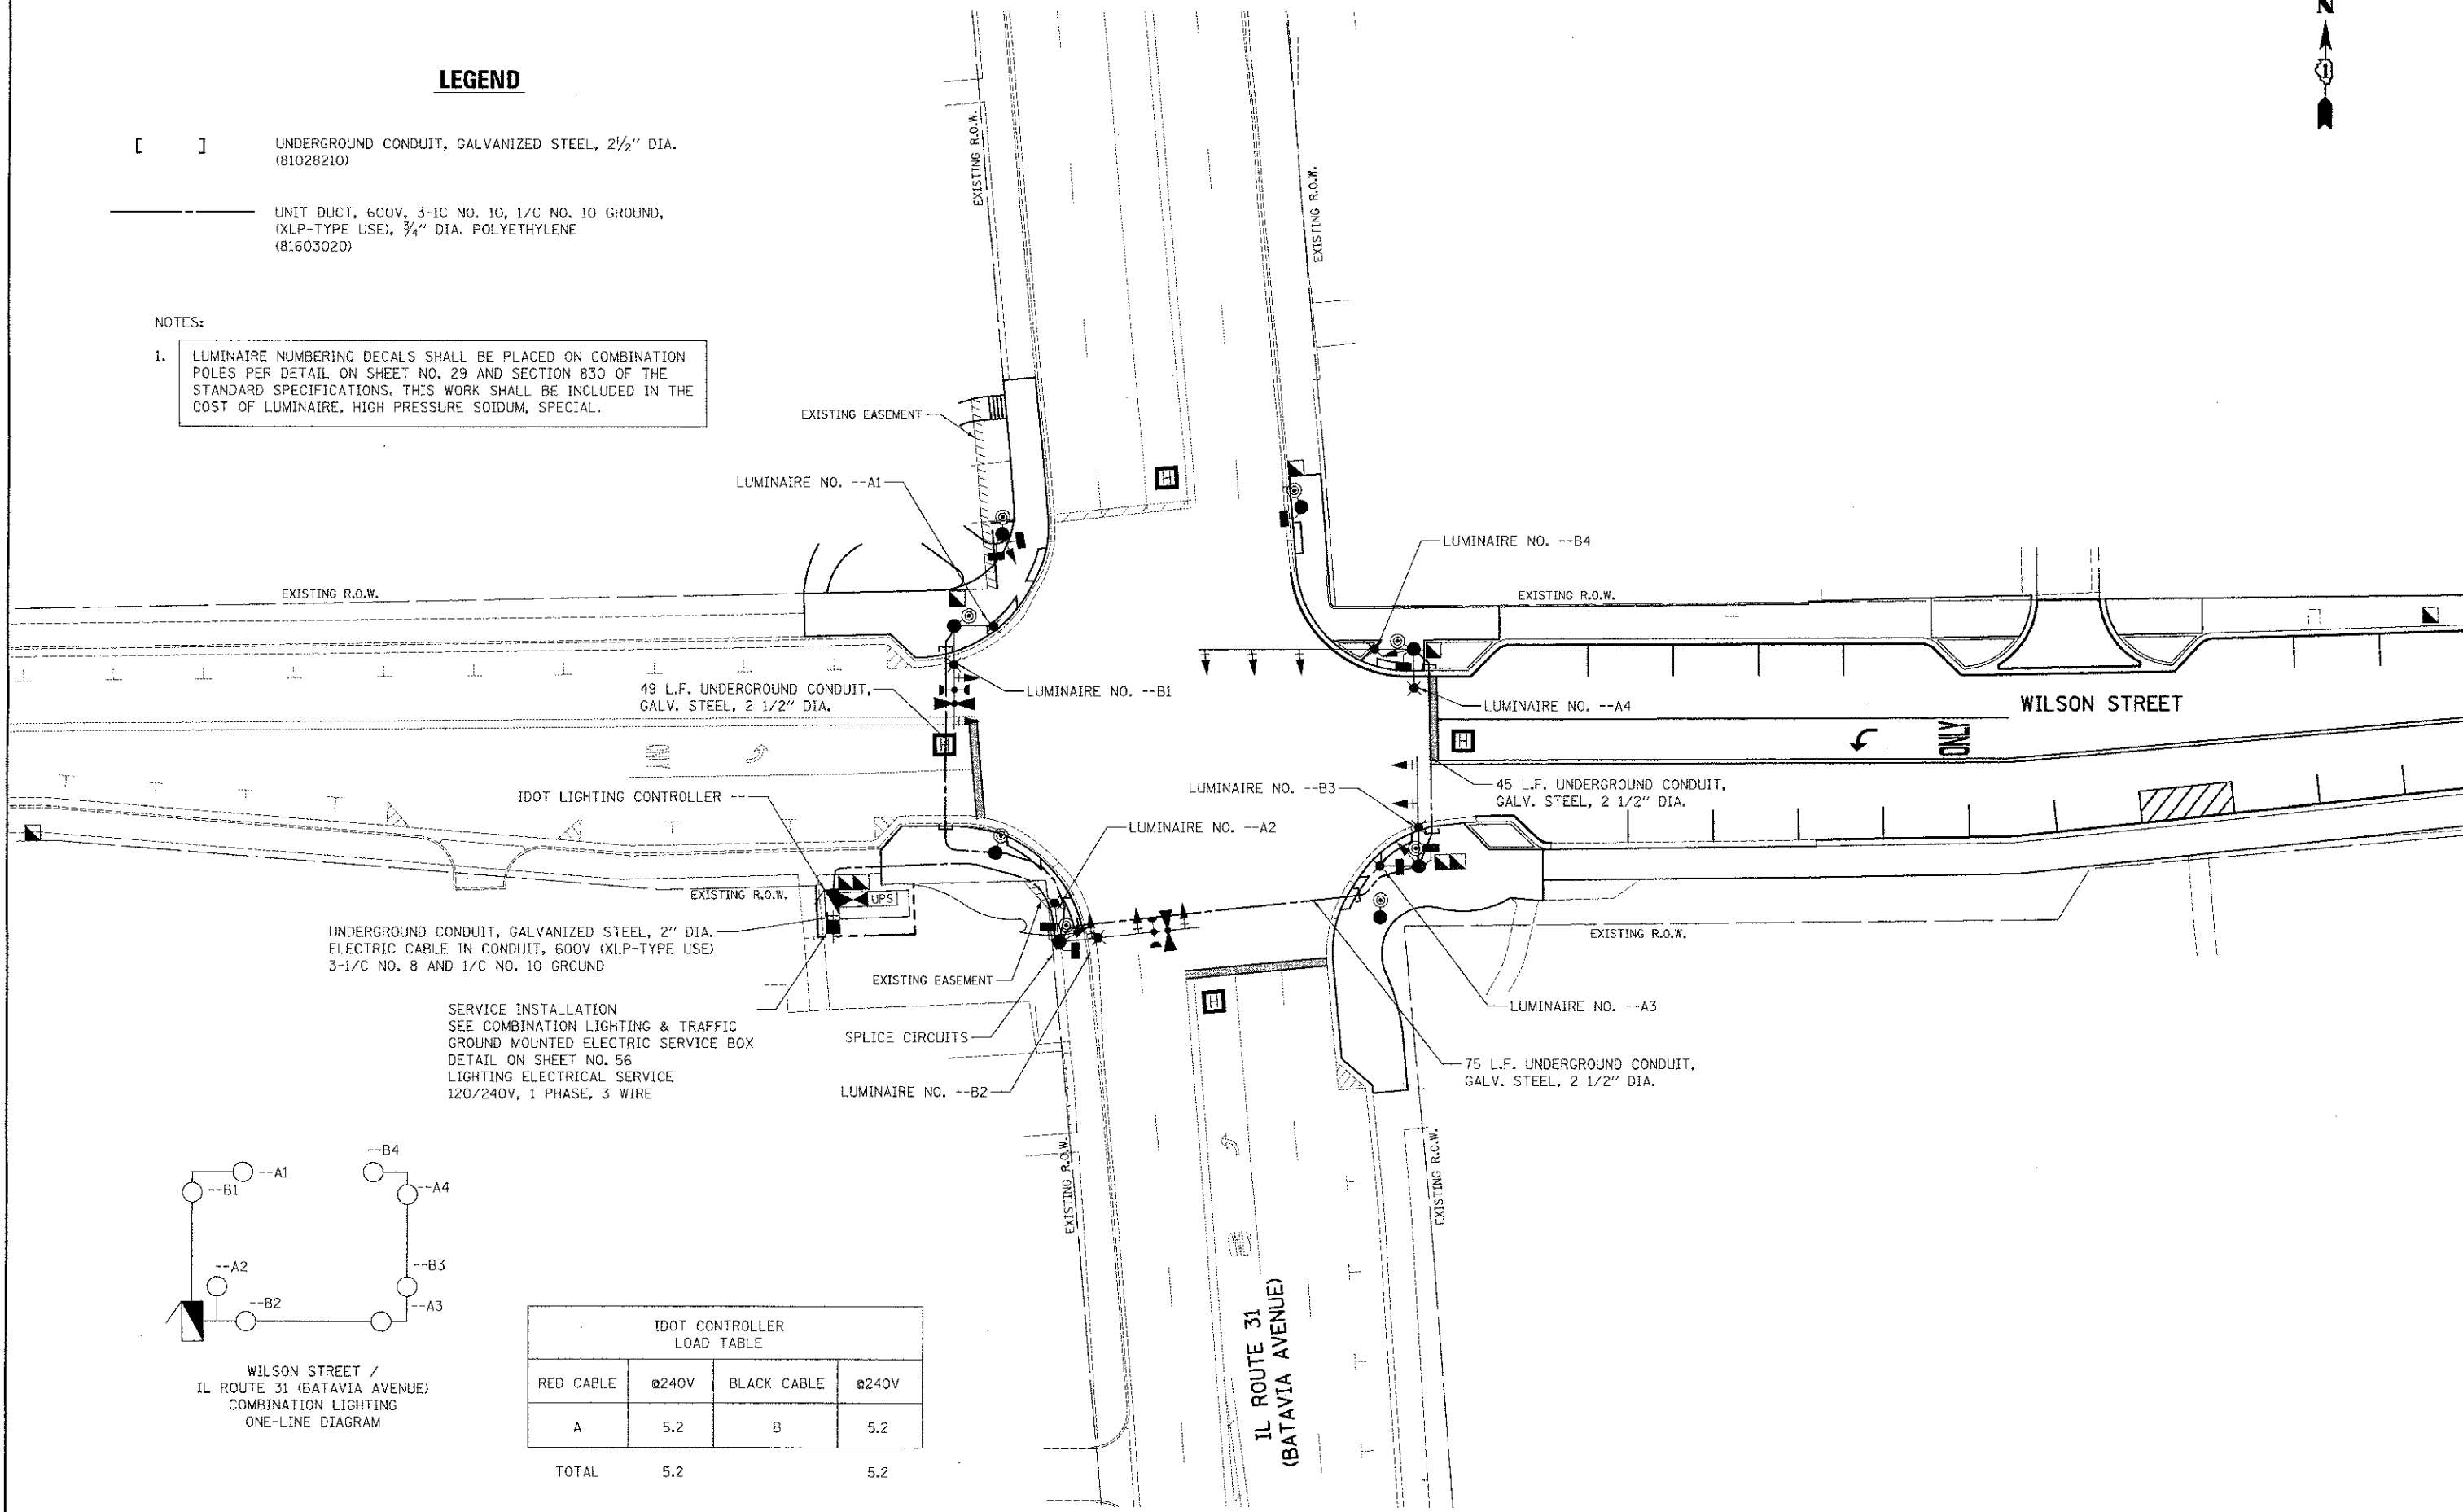 N
1
LEGEND
[ ]
UNDERGROUND CONDUIT, GALVANIZED STEEL, 2 1/2" DIA.
(81028210)
UNIT DUCT, 600V, 3-1C NO. 10, 1/C NO. 10 GROUND,
(XLP-TYPE USE), 3/4" DIA. POLYETHYLENE
(81603020)
NOTES:
1.
LUMINAIRE NUMBERING DECALS SHALL BE PLACED ON COMBINATION
POLES PER DETAIL ON SHEET NO. 29 AND SECTION 830 OF THE
STANDARD SPECIFICATIONS. THIS WORK SHALL BE INCLUDED IN THE
COST OF LUMINAIRE, HIGH PRESSURE SOIDUM, SPECIAL.
EXISTING R.O.W.
EXISTING R.O.W.
EXISTING EASEMENT
LUMINAIRE NO. --A1
H
LUMINAIRE NO. --B4
EXISTING R.O.W.
EXISTING R.O.W.
49 L.F. UNDERGROUND CONDUIT,
GALV. STEEL, 2 1/2" DIA.
LUMINAIRE NO. --B1
LUMINAIRE NO. --A4
WILSON STREET
H
H
ONLY
ONLY
IDOT LIGHTING CONTROLLER --
LUMINAIRE NO. --B3
45 L.F. UNDERGROUND CONDUIT,
GALV. STEEL, 2 1/2" DIA.
LUMINAIRE NO. --A2
EXISTING R.O.W.
UPS
UNDERGROUND CONDUIT, GALVANIZED STEEL, 2" DIA.
ELECTRIC CABLE IN CONDUIT, 600V (XLP-TYPE USE)
3-1/C NO. 8 AND 1/C NO. 10 GROUND
EXISTING R.O.W.
EXISTING EASEMENT
H
LUMINAIRE NO. --A3
SERVICE INSTALLATION
SEE COMBINATION LIGHTING & TRAFFIC
GROUND MOUNTED ELECTRIC SERVICE BOX
DETAIL ON SHEET NO. 56
LIGHTING ELECTRICAL SERVICE
120/240V, 1 PHASE, 3 WIRE
SPLICE CIRCUITS
LUMINAIRE NO. --B2
75 L.F. UNDERGROUND CONDUIT,
GALV. STEEL, 2 1/2" DIA.
EXISTING R.O.W.
EXISTING R.O.W.
ONLY
IL ROUTE 31
(BATAVIA AVENUE)
--B4
--A1
--A4
--B1
--A2
--B3
--B2
--A3
WILSON STREET /
IL ROUTE 31 (BATAVIA AVENUE)
COMBINATION LIGHTING
ONE-LINE DIAGRAM
IDOT CONTROLLER
LOAD TABLE
RED CABLE @240V BLACK CABLE @240V
A 5.2 B 5.2
TOTAL 5.2 5.2